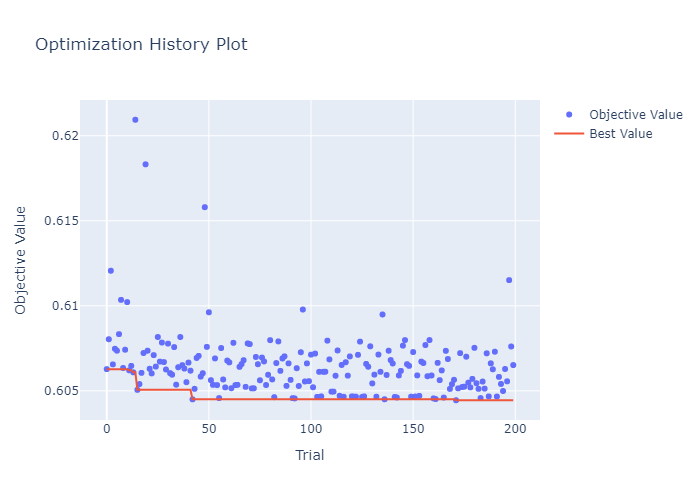 Optimization History Plot
Objective Value
Best Value
0.62
0.615
0.61
0.605
Objective Value
0
50
100
150
200
Trial